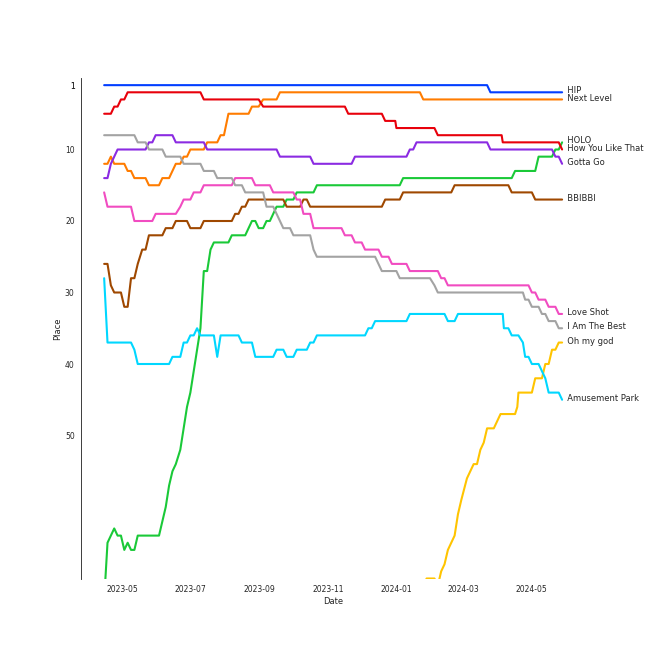 1
10
20
30
40
50
Place
2023-05
2023-07
2023-09
2023-11
2024-01
2024-03
2024-05
Date
HIP
Next Level
HOLO
How You Like That
Gotta Go
BBIBBI
Love Shot
I Am The Best
Oh my god
Amusement Park